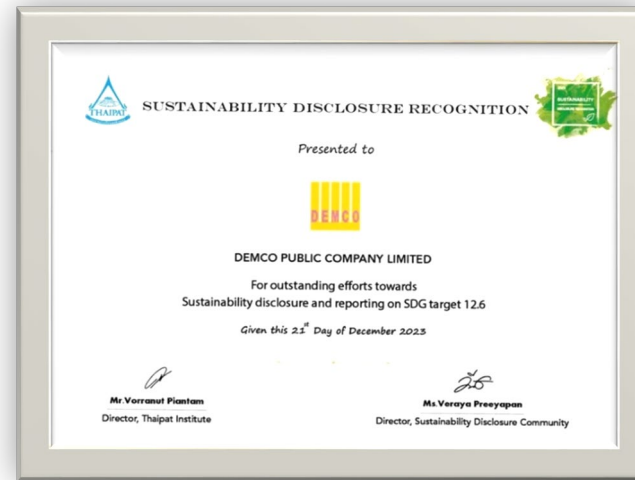 THAIPAT
SUSTAINABILITY DISCLOSURE RECOGNITION
SUSTAINABILITY
Presented to
DEMCO
DEMCO PUBLIC COMPANY LIMITED
For outstanding efforts towards
Sustainability disclosure and reporting on SDG target 12.6
Given this 21st Day of December 2023
Mr.Vorranut Piantam
Director, Thaipat Institute
Ms.Veraya Preeyapan
Director, Sustainability Disclosure Community